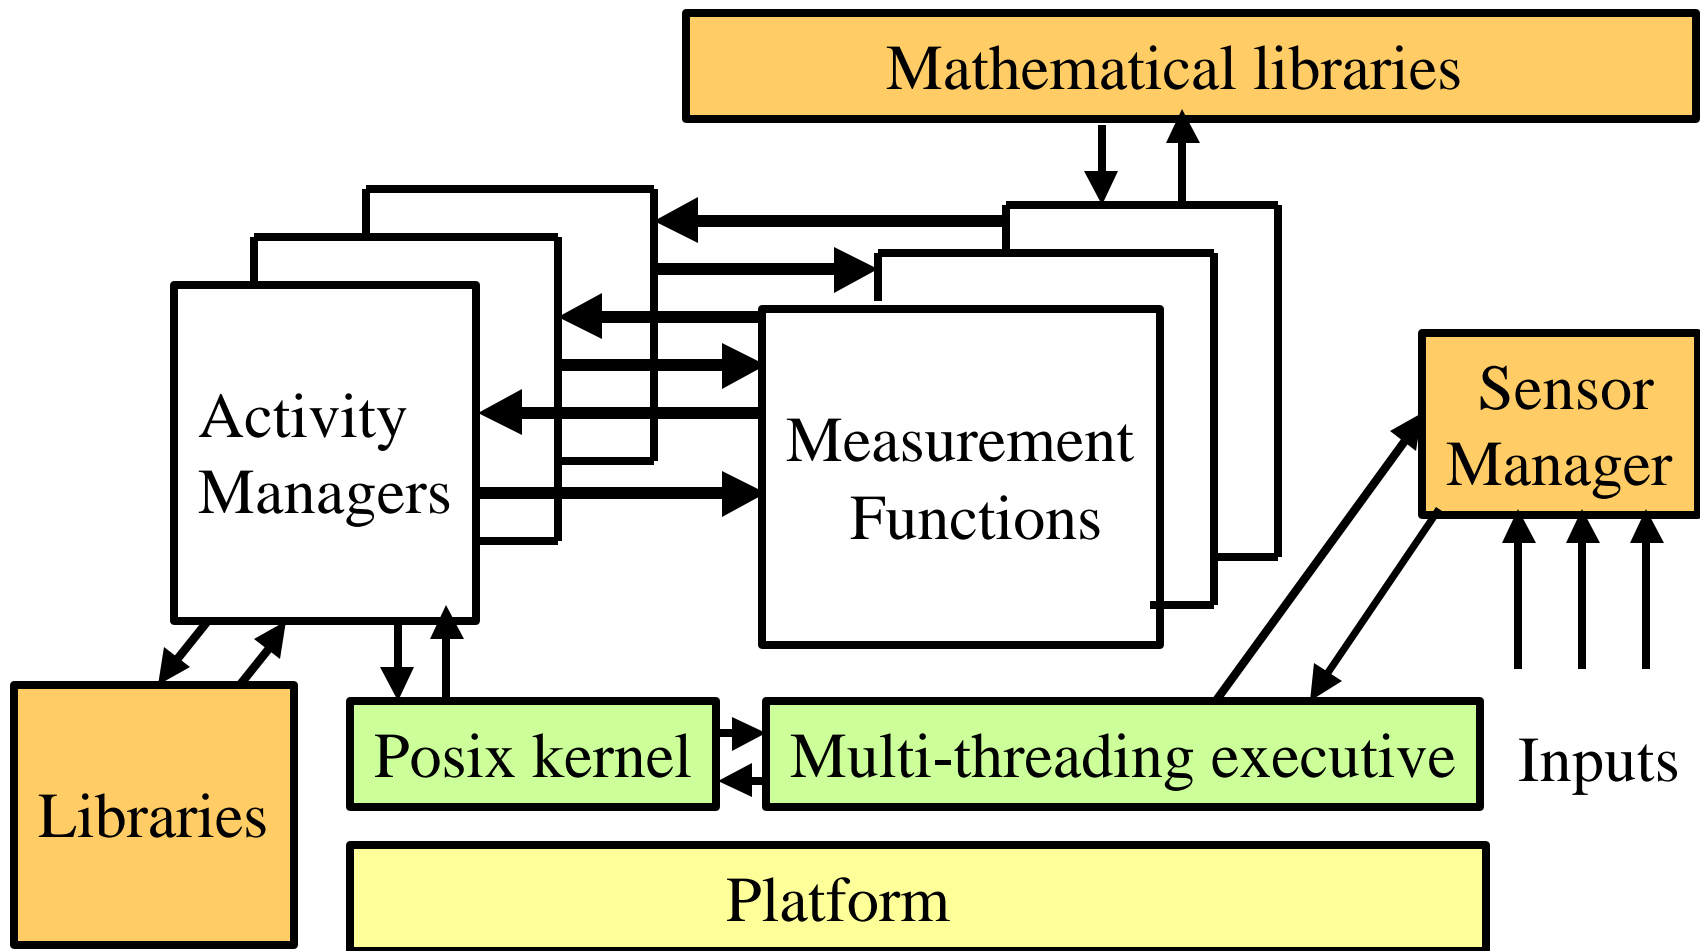 Mathematical libraries
Activity
Managers
Measurement
Functions
Sensor
Manager
Posix kernel
Multi-threading executive
Inputs
Libraries
Platform